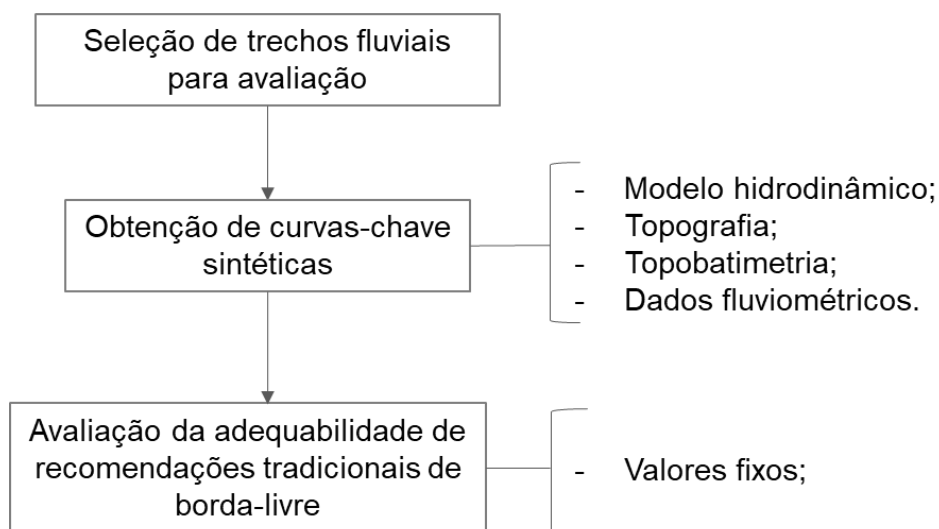 Seleção de trechos fluviais
para avaliação
Obtenção de curvas-chave
sintéticas
- Modelo hidrodinâmico;
- Topografia;
- Topobatimetria;
- Dados fluviométricos.
Avaliação da adequabilidade de
recomendações tradicionais de
borda-livre
- Valores fixos;